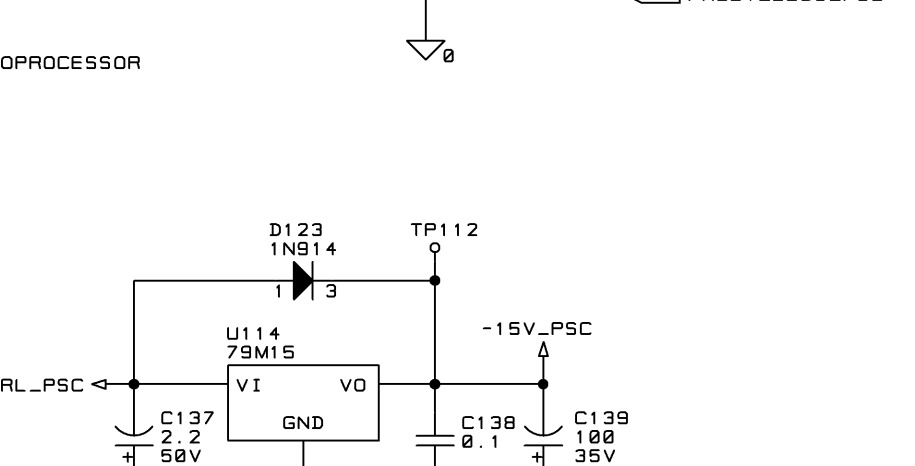 0
OPROCESSOR
D123
1N914
TP112
1
3
U114
79M15
-15V_PSC
RL_PSC
VI
VO
GND
C137
2.2
+
50V
C138
0.1
C139
100
+
35V